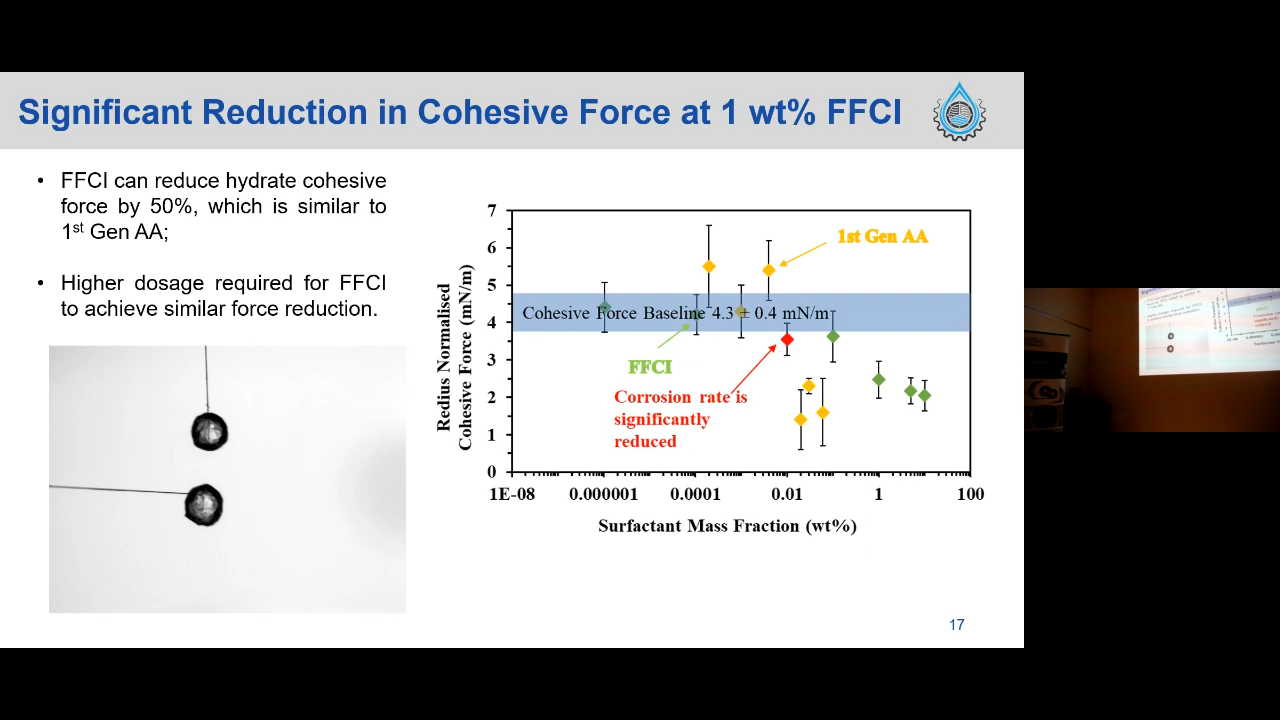 Significant Reduction in Cohesive Force at 1 wt% FFCI
• FFCI can reduce hydrate cohesive
force by 50%, which is similar to
1st Gen AA;
• Higher dosage required for FFCI
to achieve similar force reduction.
Redius Normalised
Cohesive Force (mN/m)
7
6
5
4
3
2
1
0
1st Gen AA
Cohesive Force Baseline 4.3 ± 0.4 mN/m
FFCI
Corrosion rate is
significantly
reduced
1E-08 0.000001 0.0001 0.01 1 100
Surfactant Mass Fraction (wt%)
17